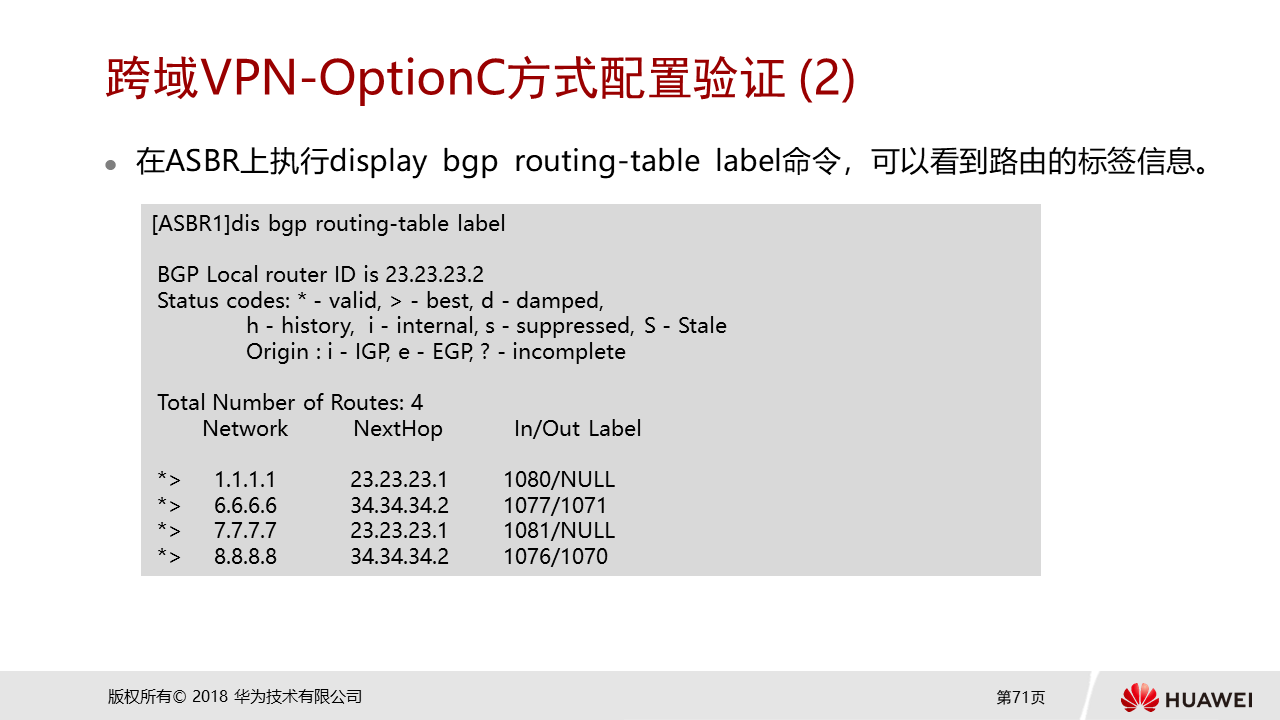 跨域VPN-OptionC方式配置验证 (2)
在ASBR上执行display bgp routing-table label命令，可以看到路由的标签信息。
[ASBR1]dis bgp routing-table label
BGP Local router ID is 23.23.23.2
Status codes: * - valid, > - best, d - damped,
h - history, i - internal, s - suppressed, S - Stale
Origin : i - IGP, e - EGP, ? - incomplete
Total Number of Routes: 4
Network NextHop In/Out Label
*> 1.1.1.1 23.23.23.1 1080/NULL
*> 6.6.6.6 34.34.34.2 1077/1071
*> 7.7.7.7 23.23.23.1 1081/NULL
*> 8.8.8.8 34.34.34.2 1076/1070
版权所有© 2018 华为技术有限公司
第71页
HUAWEI